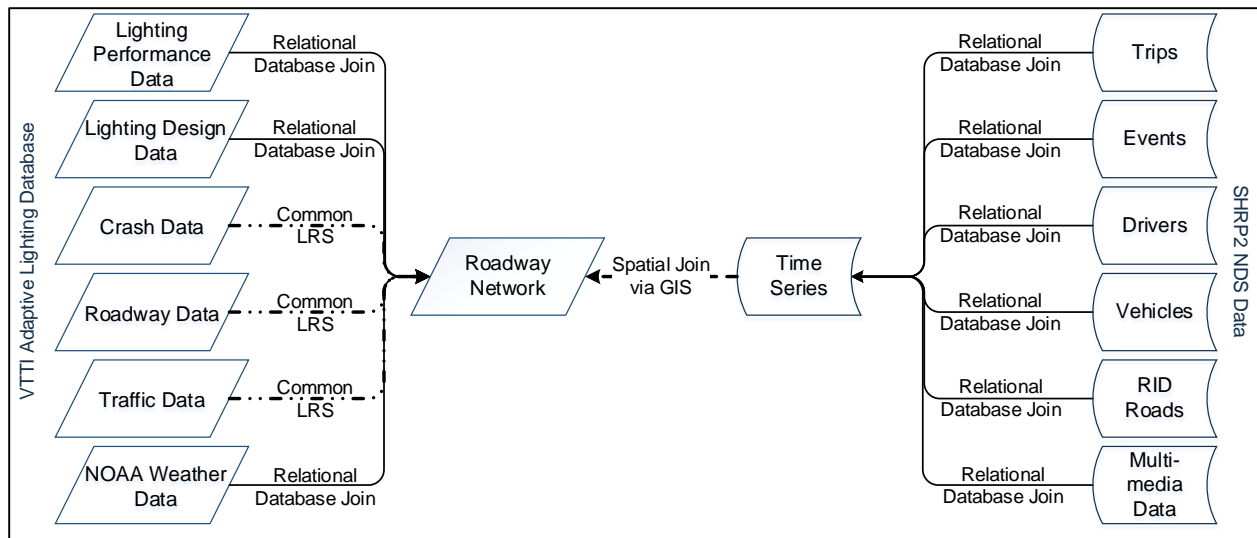 VTTI Adaptive Lighting Database
Lighting
Performance
Data
Relational
Database Join
Lighting Design
Data
Relational
Database Join
Crash Data
Common
LRS
Roadway Data
Common
LRS
Traffic Data
Common
LRS
NOAA Weather
Data
Relational
Database Join
Roadway
Network
Spatial Join
via GIS
Time
Series
Relational
Database Join
Trips
Relational
Database Join
Events
Relational
Database Join
Drivers
Relational
Database Join
Vehicles
Relational
Database Join
RID
Roads
Relational
Database Join
Multi-
media
Data
SHRP2 NDS Data